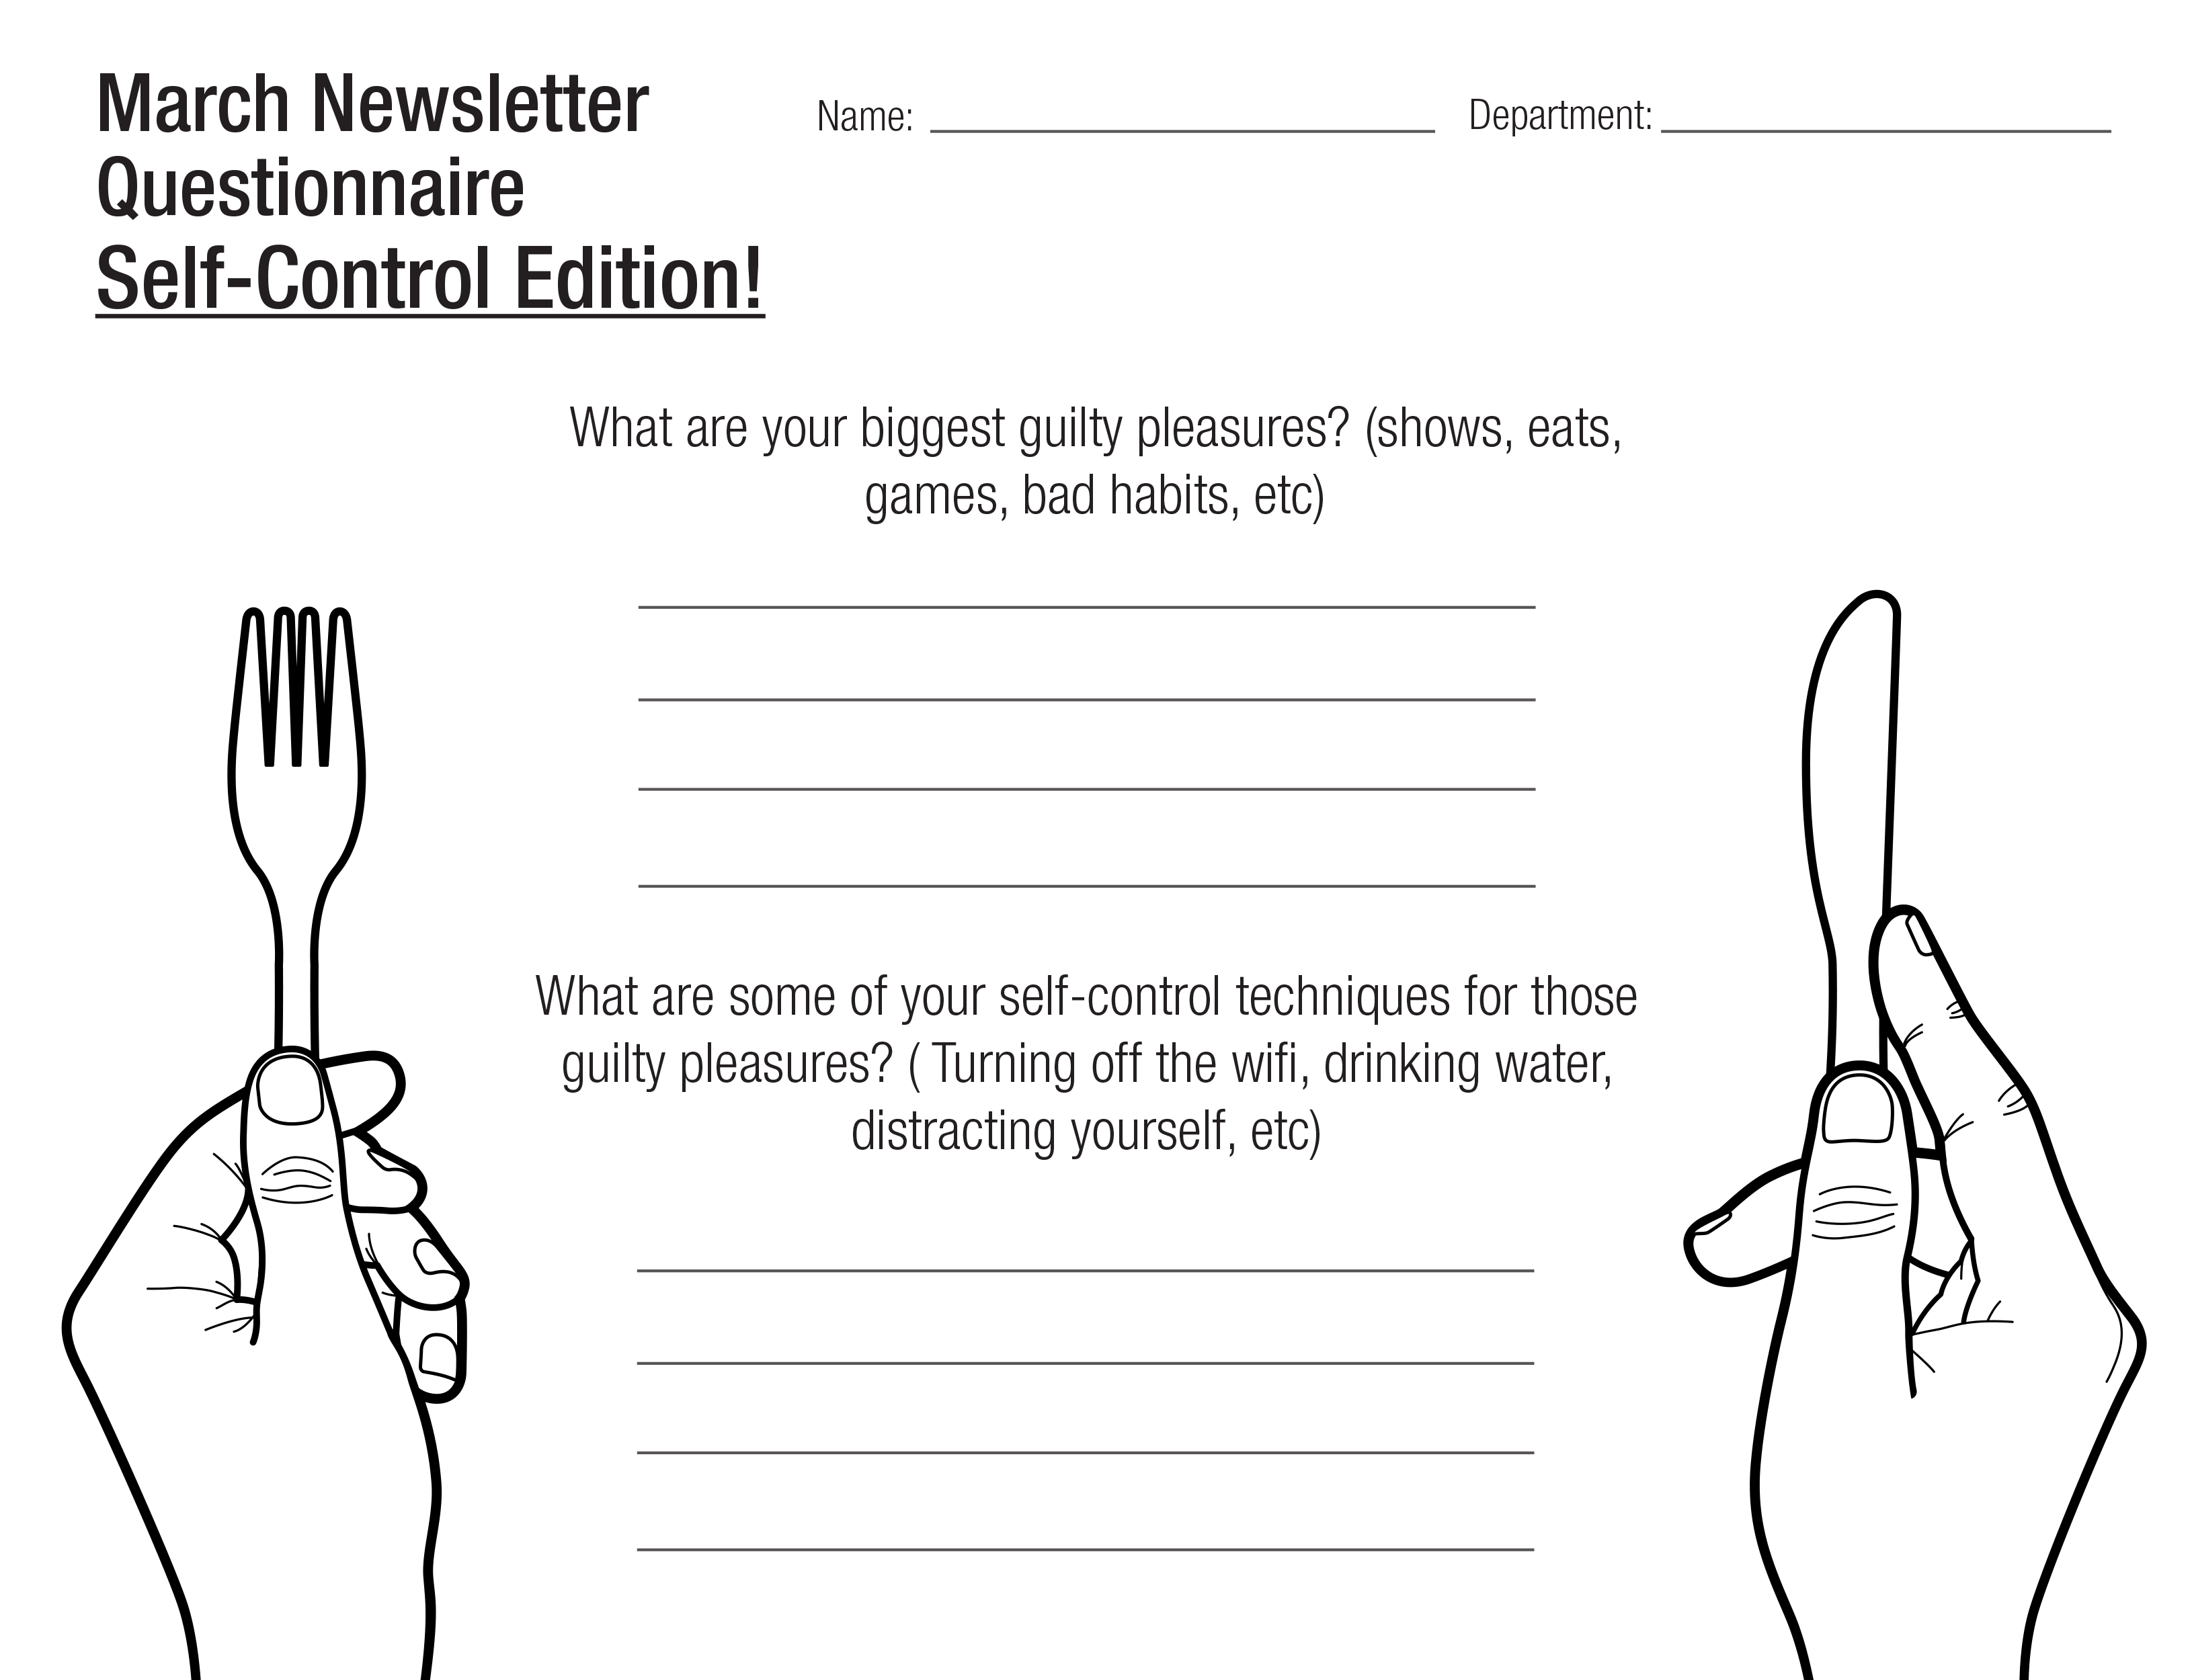 March Newsletter
Questionnaire
Self-Control Edition!
Name:
Department:
What are your biggest guilty pleasures? (shows, eats,
games, bad habits, etc)
What are some of your self-control techniques for those
guilty pleasures? ( Turning off the wifi, drinking water,
distracting yourself, etc)